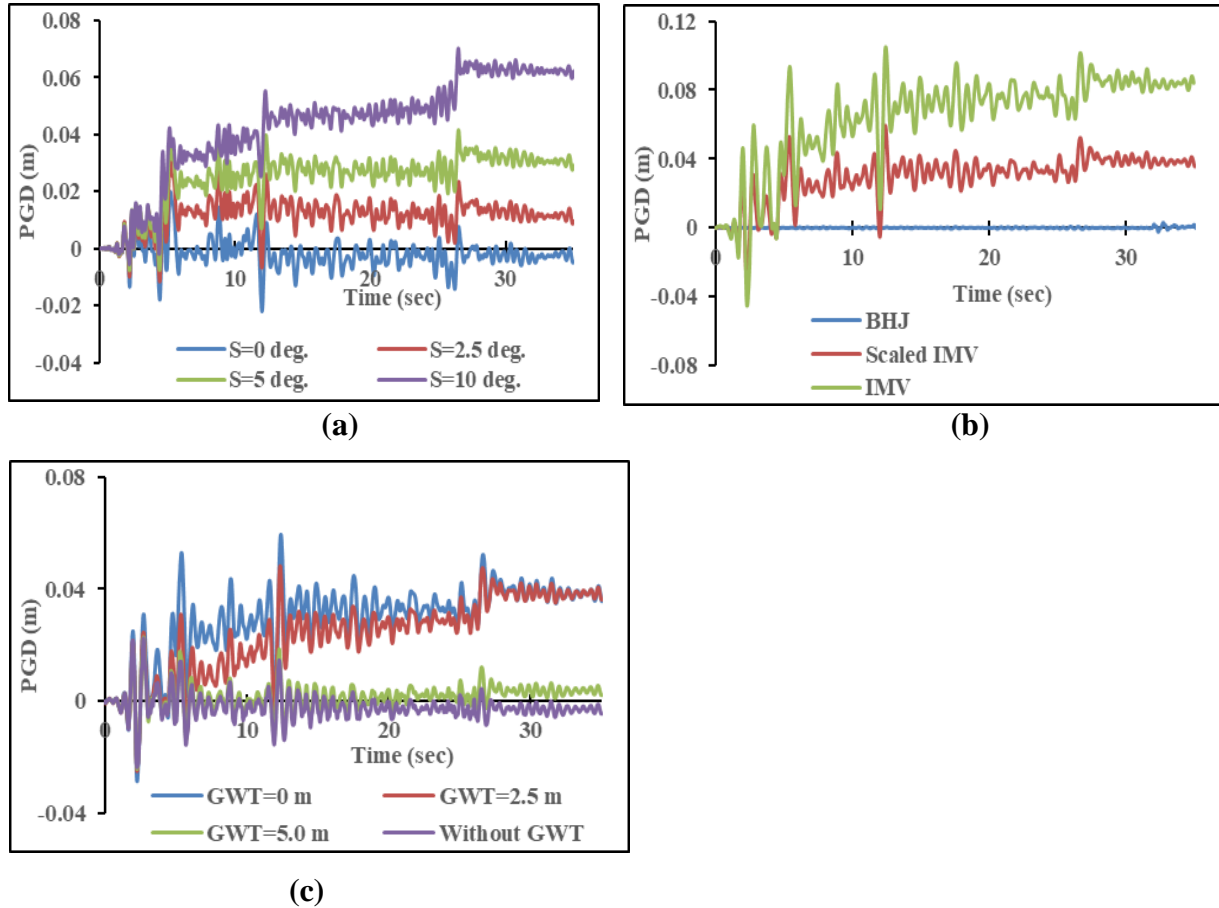 0.08
0.06
0.04
0.02
0
-0.02
-0.04
PGD (m)
0 10 20 30
Time (sec)
S=0 deg. S=2.5 deg.
S=5 deg. S=10 deg.
(a)
0.12
0.08
0.04
0
-0.04
-0.08
PGD (m)
0 10 20 30
Time (sec)
BHJ
Scaled IMV
IMV
(b)
0.08
0.04
0
-0.04
PGD (m)
0 10 20 30
Time (sec)
GWT=0 m GWT=2.5 m
GWT=5.0 m Without GWT
(c)